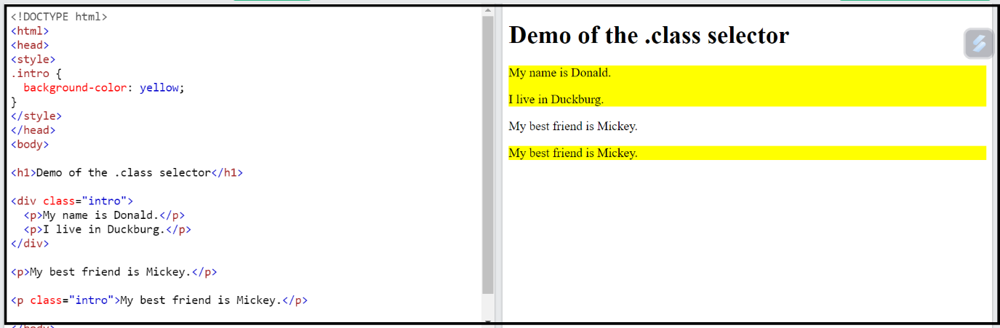 <!DOCTYPE html>
<html>
<head>
<style>
.intro {
  background-color: yellow;
}
</style>
</head>
<body>
<h1>Demo of the .class selector</h1>
<div class="intro">
  <p>My name is Donald.</p>
  <p>I live in Duckburg.</p>
</div>
<p>My best friend is Mickey.</p>
<p class="intro">My best friend is Mickey.</p>
</body>
Demo of the .class selector
My name is Donald.
I live in Duckburg.
My best friend is Mickey.
My best friend is Mickey.